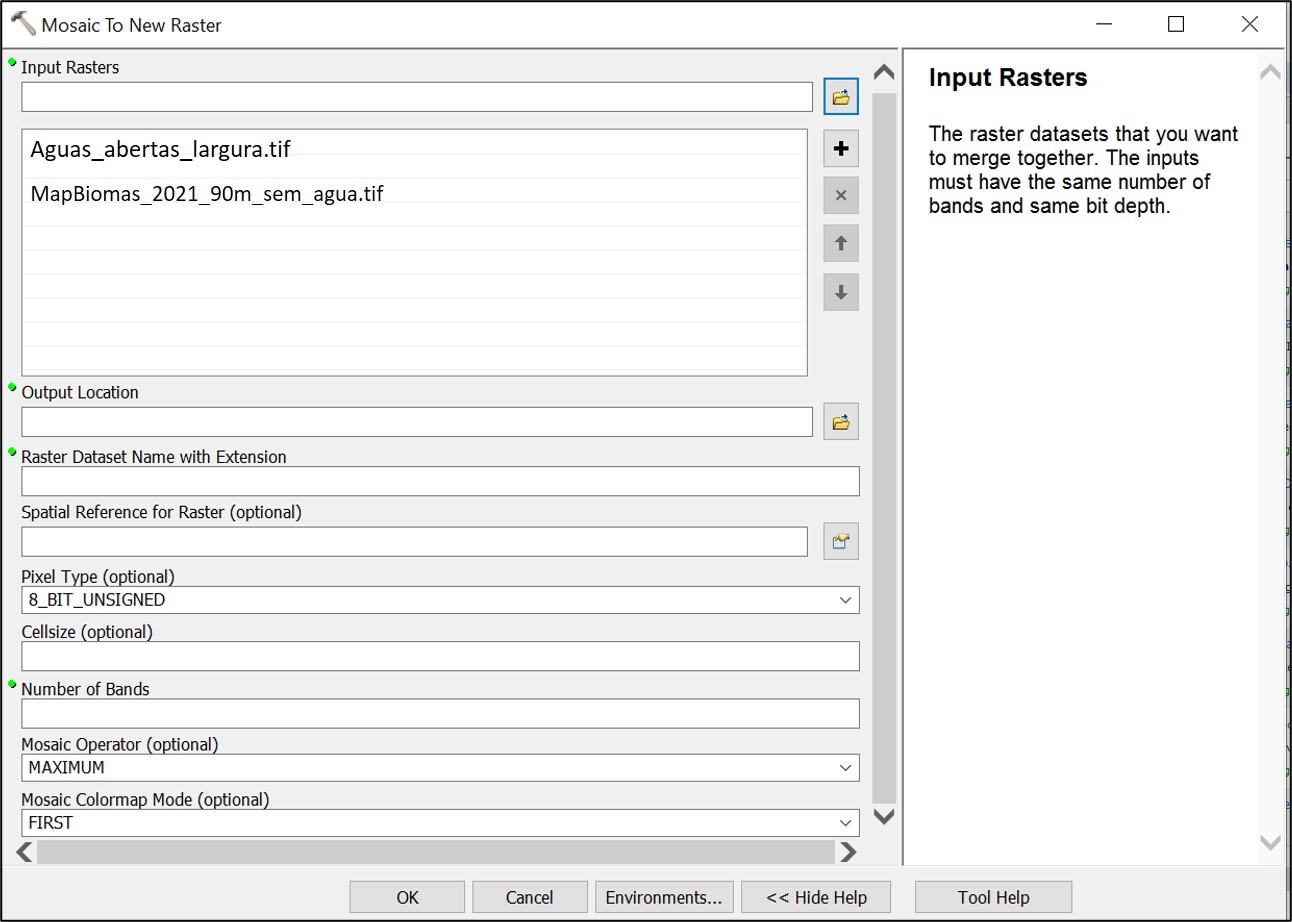 Mosaic To New Raster
Input Rasters
Aguas_abertas_largura.tif
MapBiomas_2021_90m_sem_agua.tif
Output Location
Raster Dataset Name with Extension
Spatial Reference for Raster (optional)
Pixel Type (optional)
8_BIT_UNSIGNED
Cellsize (optional)
Number of Bands
Mosaic Operator (optional)
MAXIMUM
Mosaic Colormap Mode (optional)
FIRST
Input Rasters
The raster datasets that you want
to merge together. The inputs
must have the same number of
bands and same bit depth.
OK
Cancel
Environments...
<< Hide Help
Tool Help